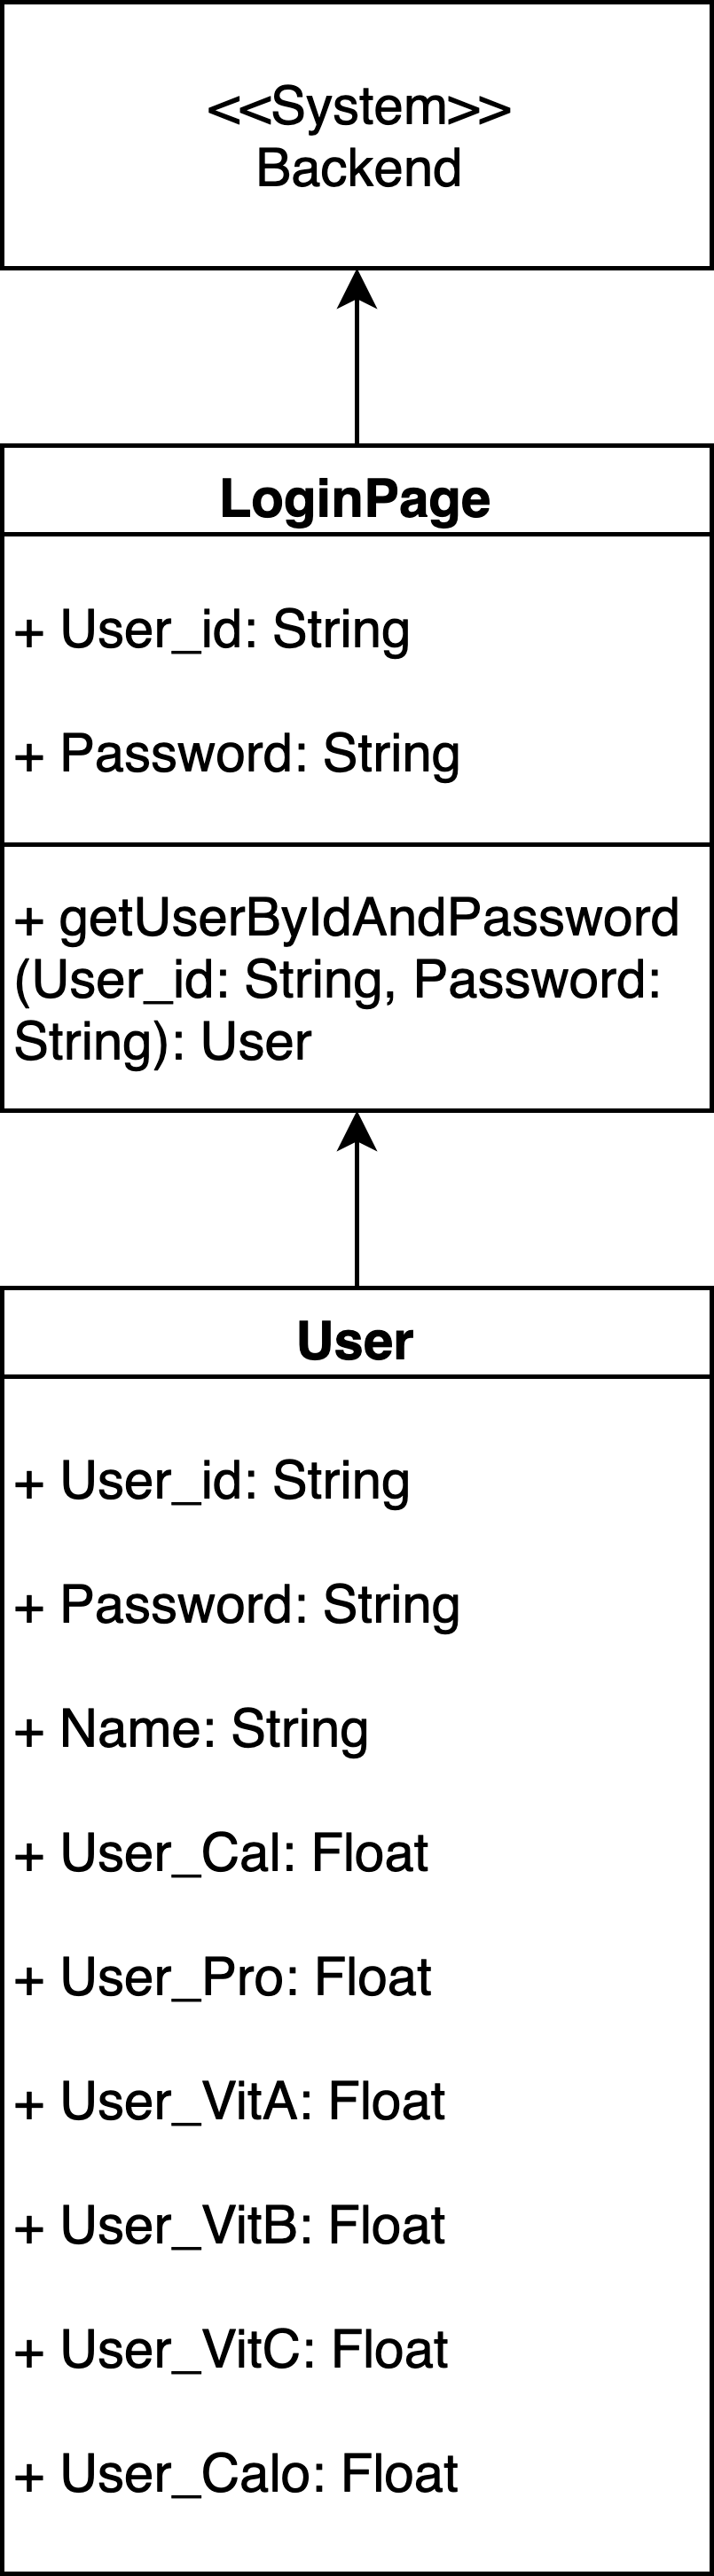 <<System>>
Backend
LoginPage
+ User_id: String
+ Password: String
+ getUserByIdAndPassword
(User_id: String, Password:
String): User
User
+ User_id: String
+ Password: String
+ Name: String
+ User_Cal: Float
+ User_Pro: Float
+ User_VitA: Float
+ User_VitB: Float
+ User_VitC: Float
+ User_Calo: Float